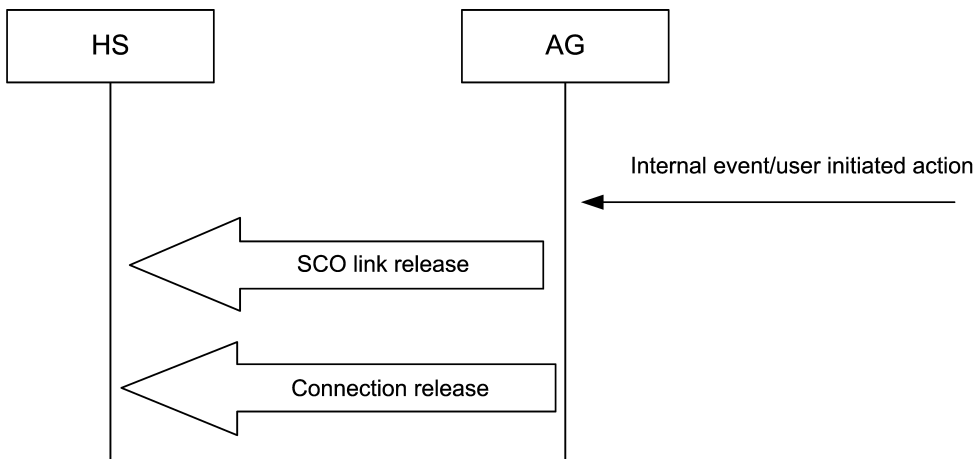 HS
AG
Internal event/user initiated action
SCO link release
Connection release